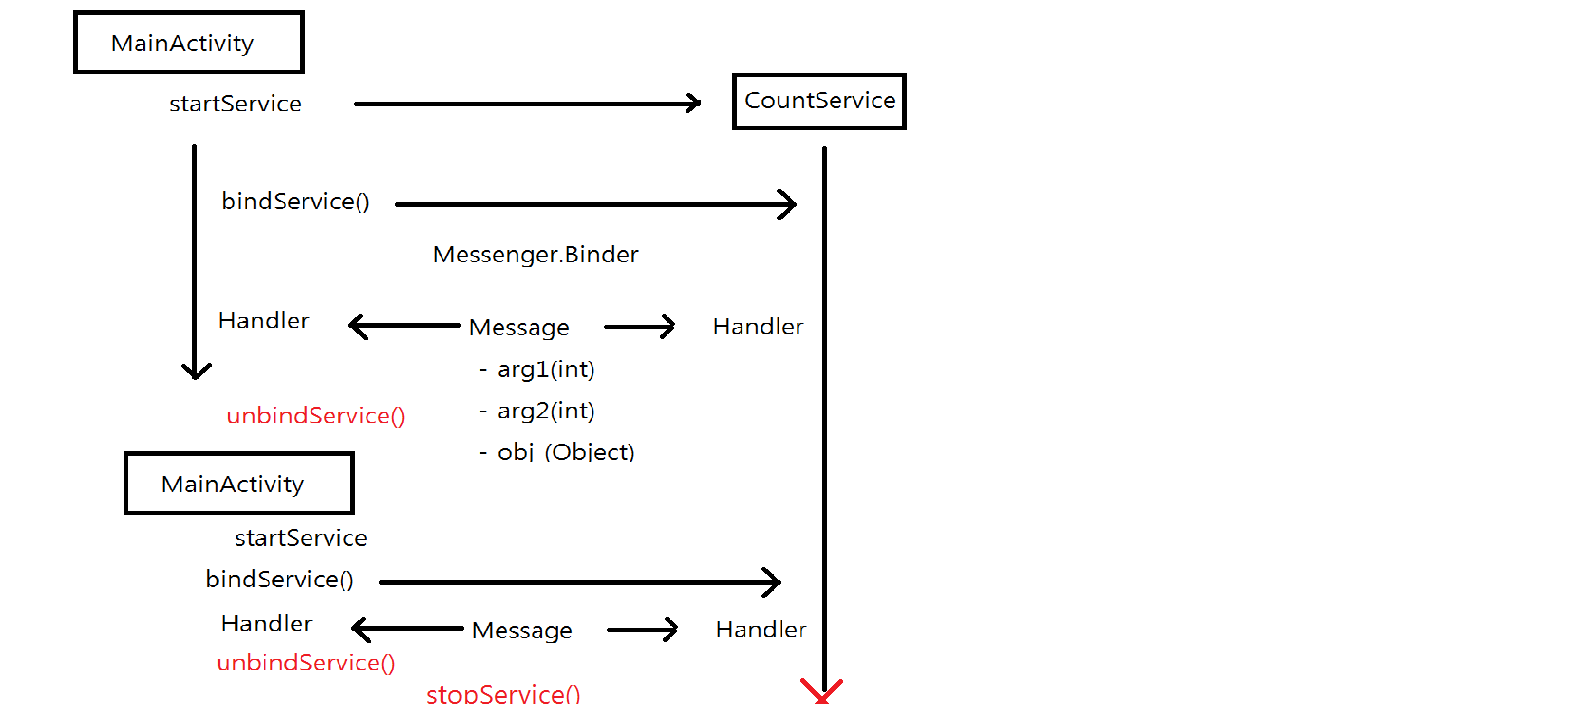 MainActivity
startService
CountService
bindService()
Messenger.Binder
Handler
Message
Handler
- arg1(int)
- arg2(int)
unbindService()
- obj (Object)
MainActivity
startService
bindService()
Handler
Message
Handler
unbindService()
stopService()